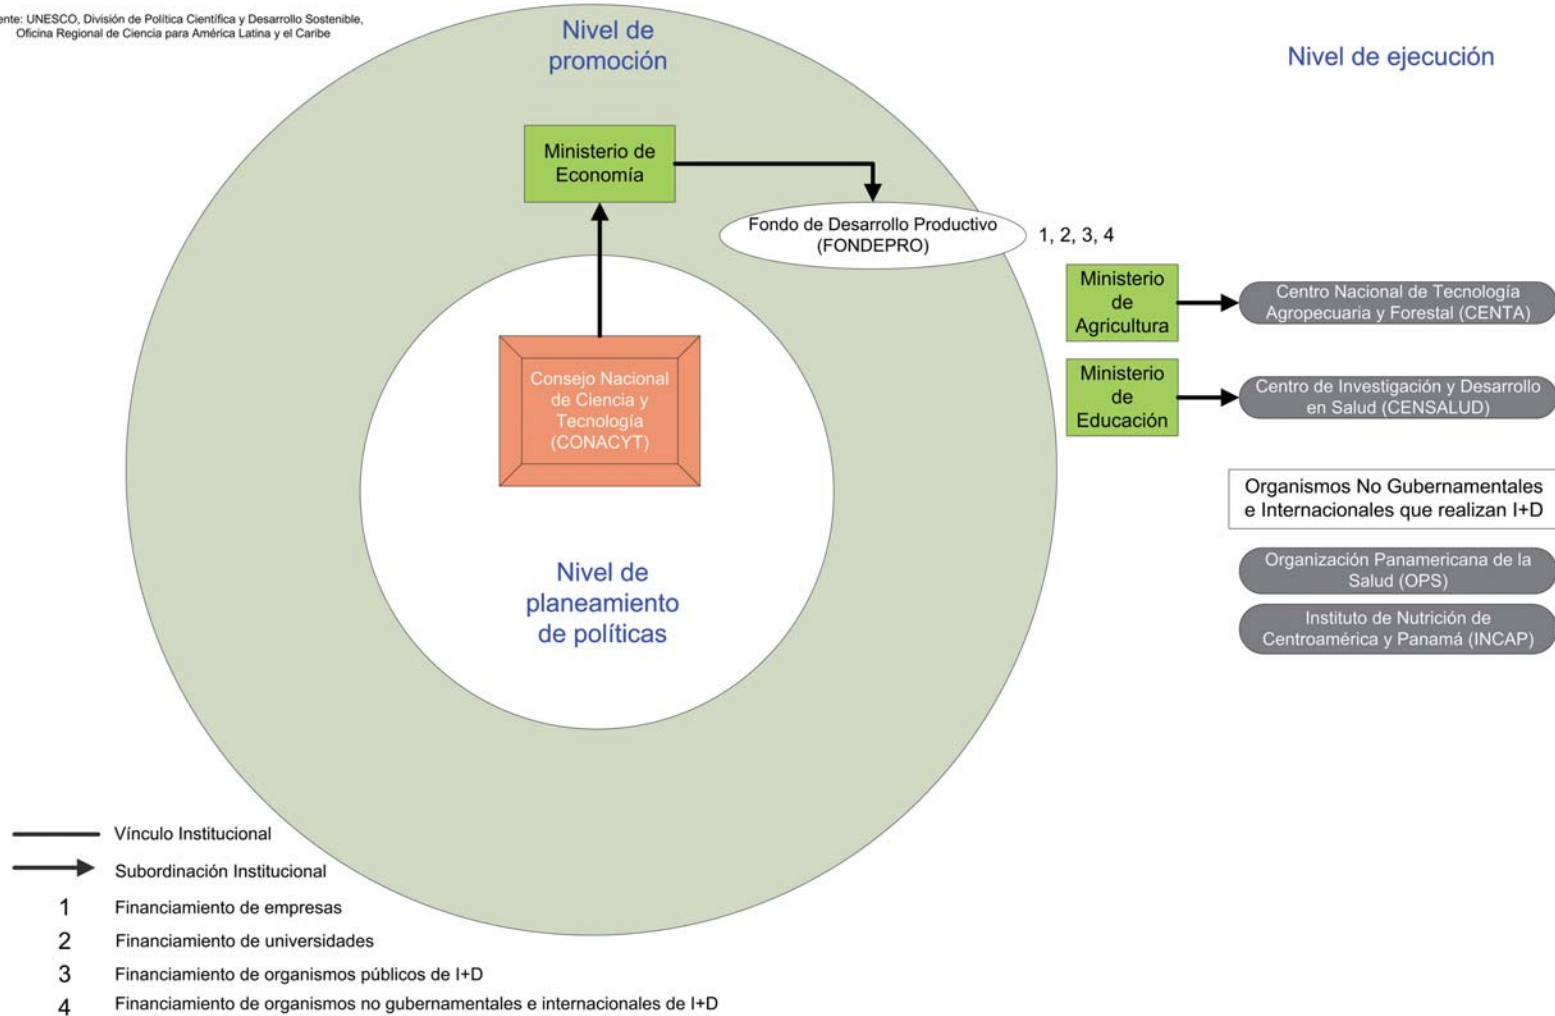 ente: UNESCO, División de Política Científica y Desarrollo Sostenible,
Oficina Regional de Ciencia para América Latina y el Caribe
Nivel de
promoción
Nivel de ejecución
Ministerio de
Economía
Fondo de Desarrollo Productivo
(FONDEPRO)
1, 2, 3, 4
Ministerio
de
Agricultura
Centro Nacional de Tecnología
Agropecuaria y Forestal (CENTA)
Consejo Nacional
de Ciencia y
Tecnología
(CONACYT)
Ministerio
de
Educación
Centro de Investigación y Desarrollo
en Salud (CENSALUD)
Organismos No Gubernamentales
e Internacionales que realizan I+D
Organización Panamericana de la
Salud (OPS)
Instituto de Nutrición de
Centroamérica y Panamá (INCAP)
Nivel de
planeamiento
de políticas
Vínculo Institucional
Subordinación Institucional
1 Financiamiento de empresas
2 Financiamiento de universidades
3 Financiamiento de organismos públicos de I+D
4 Financiamiento de organismos no gubernamentales e internacionales de I+D